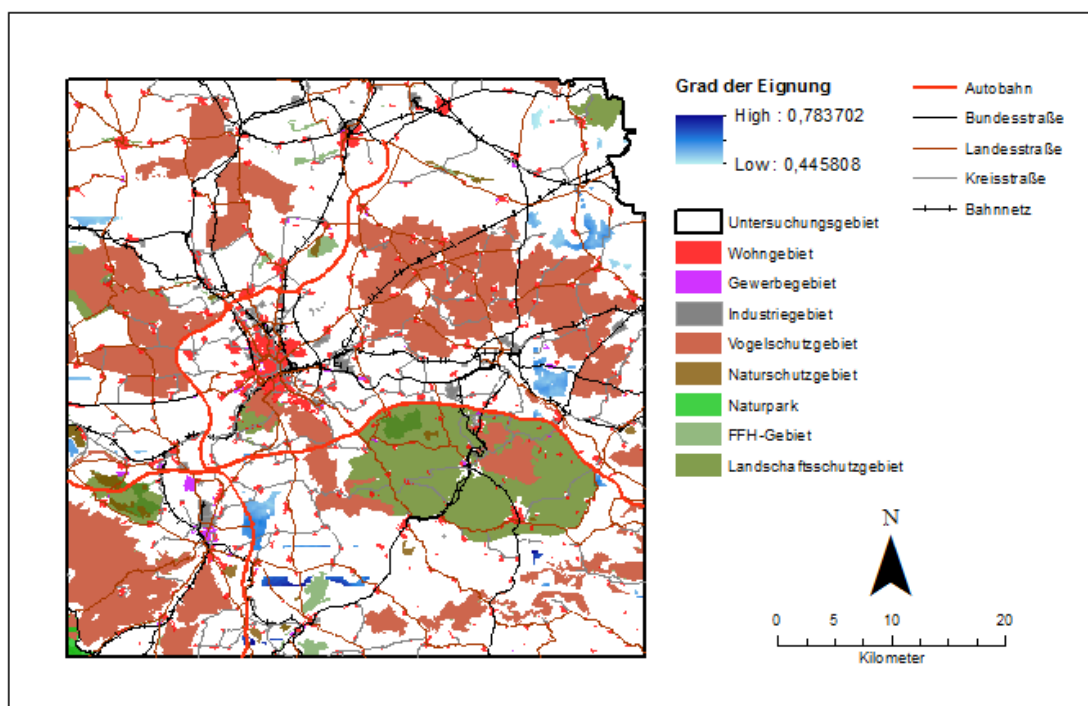 Grad der Eignung
High : 0,783702
Low : 0,445808
Untersuchungsgebiet
Wohngebiet
Gewerbegebiet
Industriegebiet
Vogelschutzgebiet
Naturschutzgebiet
Naturpark
FFH-Gebiet
Landschaftsschutzgebiet
Autobahn
Bundesstraße
Landesstraße
Kreisstraße
Bahnnetz
N
0 5 10 20
Kilometer